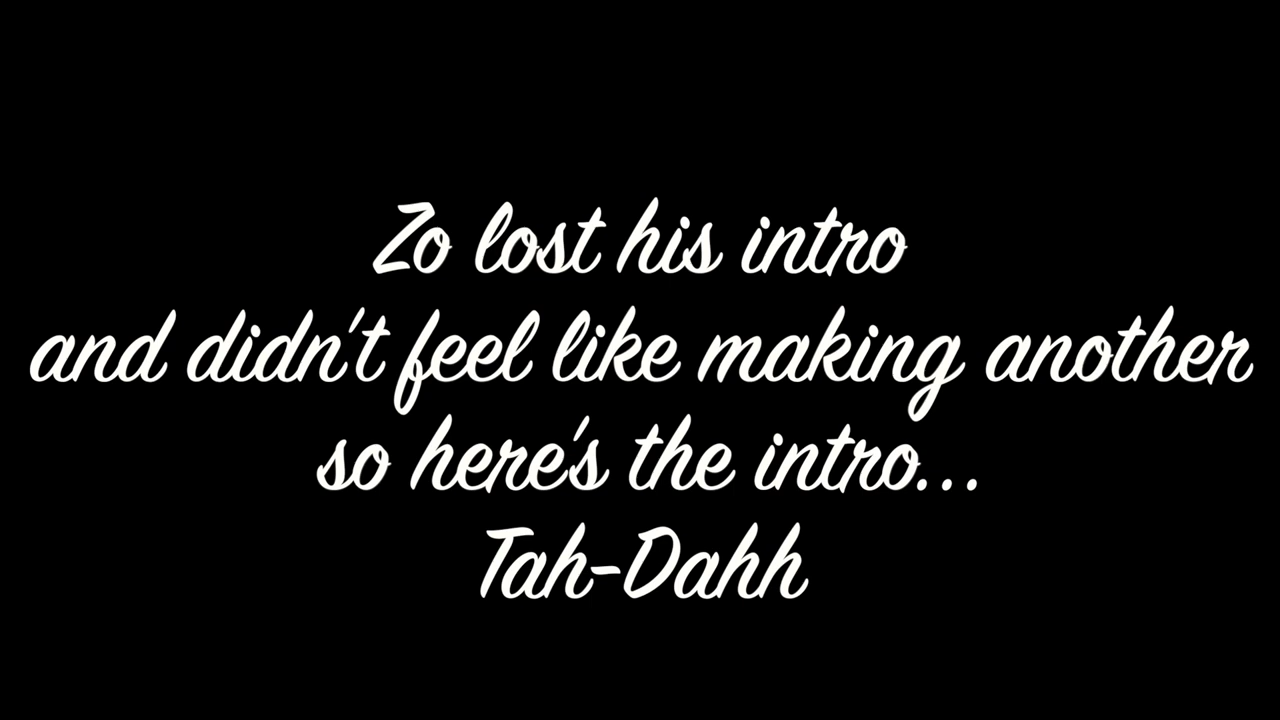 Zo lost his intro
and didn't feel like making another
so here's the intro...
Tah-Dahh